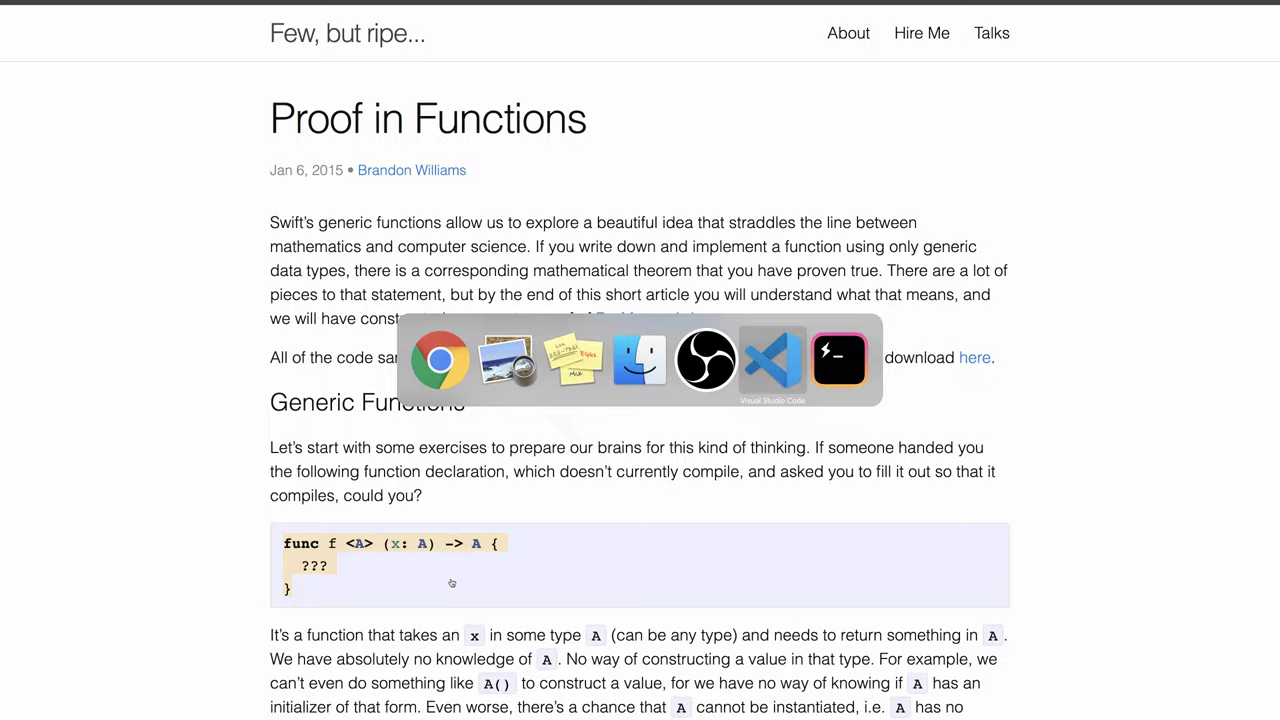 Few, but ripe...
About Hire Me Talks
Proof in Functions
Jan 6, 2015 • Brandon Williams
Swift's generic functions allow us to explore a beautiful idea that straddles the line between
mathematics and computer science. If you write down and implement a function using only generic
data types, there is a corresponding mathematical theorem that you have proven true. There are a lot of
pieces to that statement, but by the end of this short article you will understand what that means, and
we will have
All of the code download here.
Visual Studio Code
Generic Functions
Let's start with some exercises to prepare our brains for this kind of thinking. If someone handed you
the following function declaration, which doesn't currently compile, and asked you to fill it out so that it
compiles, could you?
func f <A> (x: A) -> A {
???
}
It's a function that takes an x in some type A (can be any type) and needs to return something in A.
We have absolutely no knowledge of A. No way of constructing a value in that type. For example, we
can't even do something like A() to construct a value, for we have no way of knowing if A has an
initializer of that form. Even worse, there's a chance that A cannot be instantiated, i.e. A has no